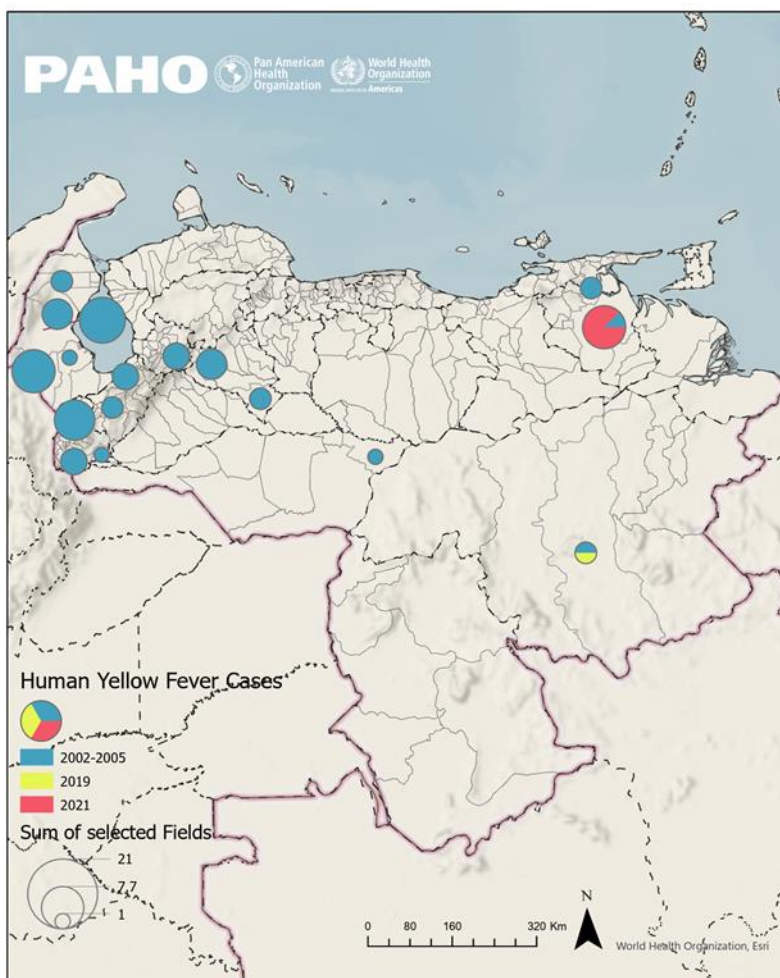 PAHO
Pan American
Health
Organization
World Health
Organization
Americas
Human Yellow Fever Cases
2002-2005
2019
2021
Sum of selected Fields
21
7,7
1
N
0 80 160 320 Km
World Health Organization, Esri